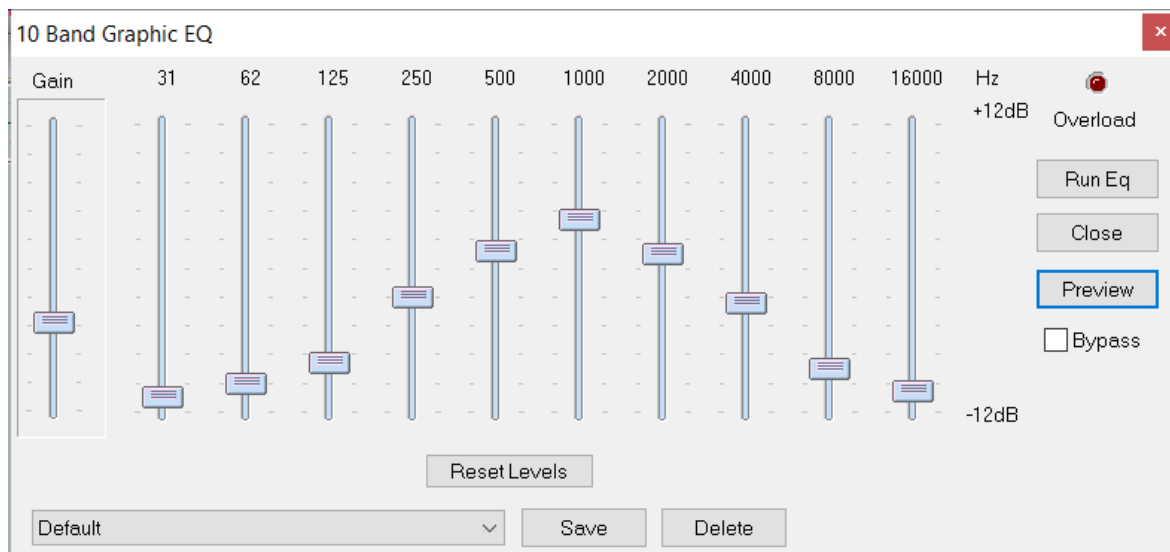 10 Band Graphic EQ
×
Gain 31 62 125 250 500 1000 2000 4000 8000 16000 Hz
+12dB
Overload
Run Eq
Close
Preview
Bypass
-12dB
Reset Levels
Default Save Delete